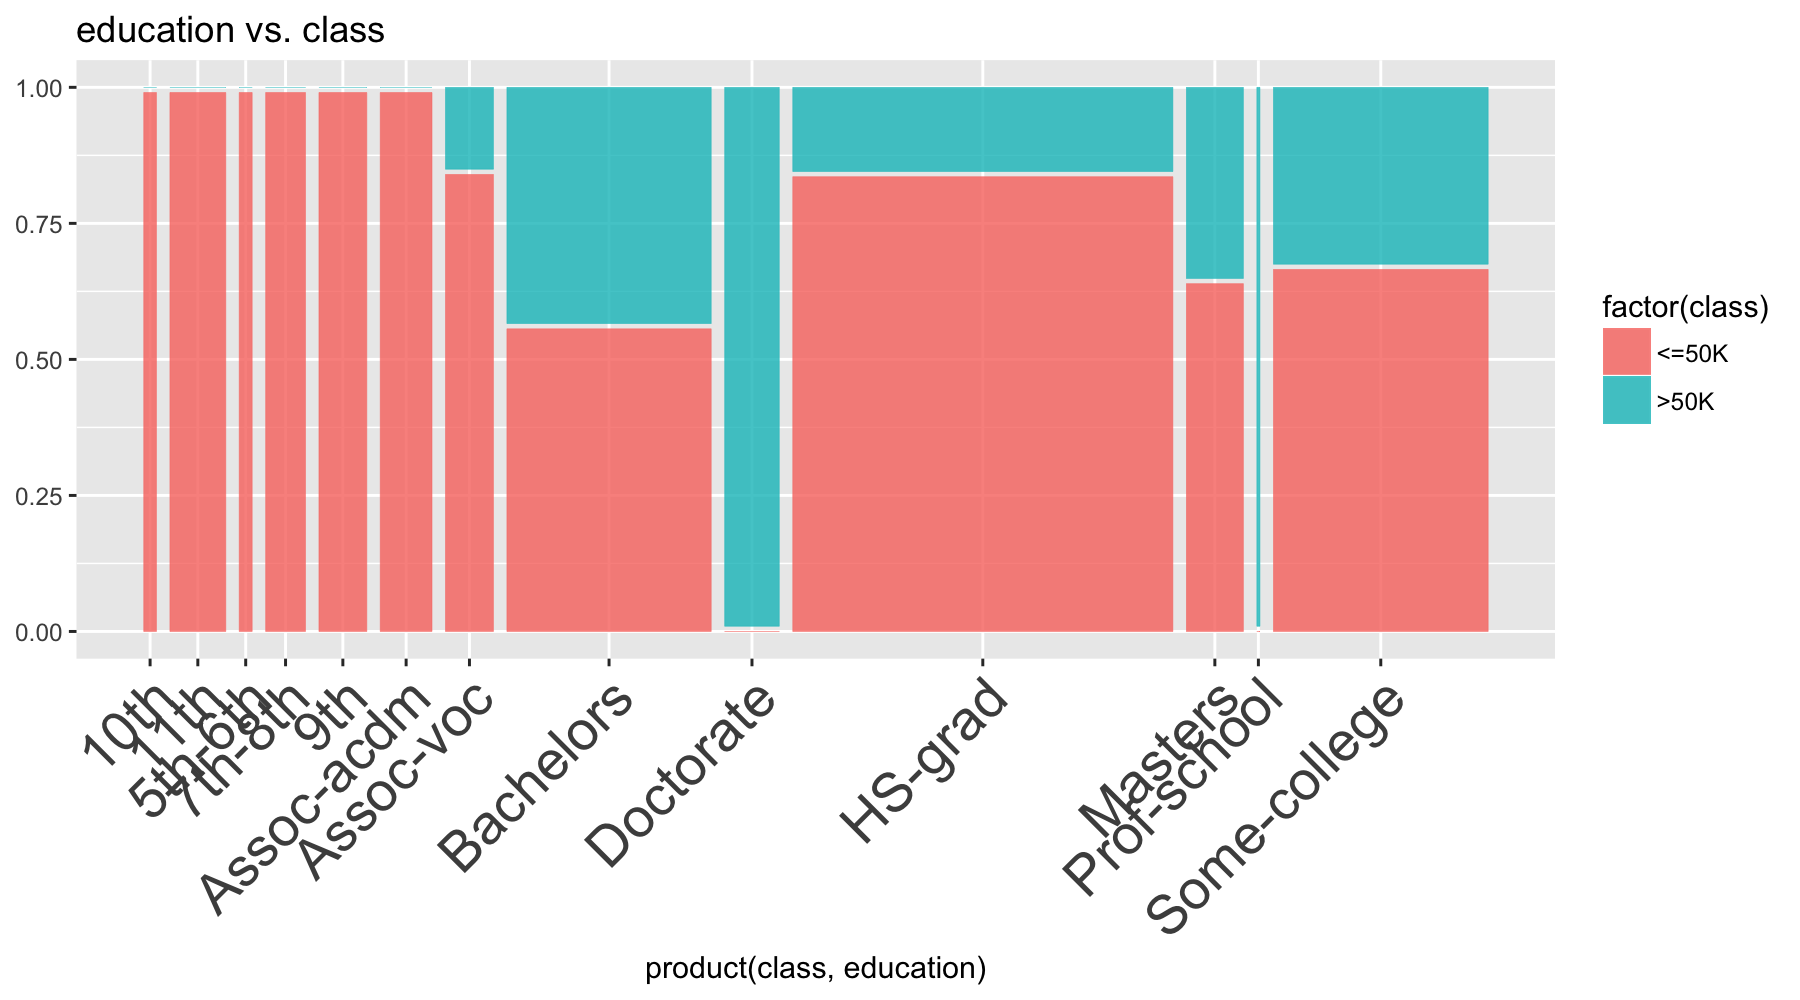 education vs. class
1.00
0.75
0.50
0.25
0.00
10th
11th
5th-6th
7th-8th
9th
Assoc-acdm
Assoc-voc
Bachelors
Doctorate
HS-grad
Masters
Prof-school
Some-college
product(class, education)
factor(class)
<=50K
>50K